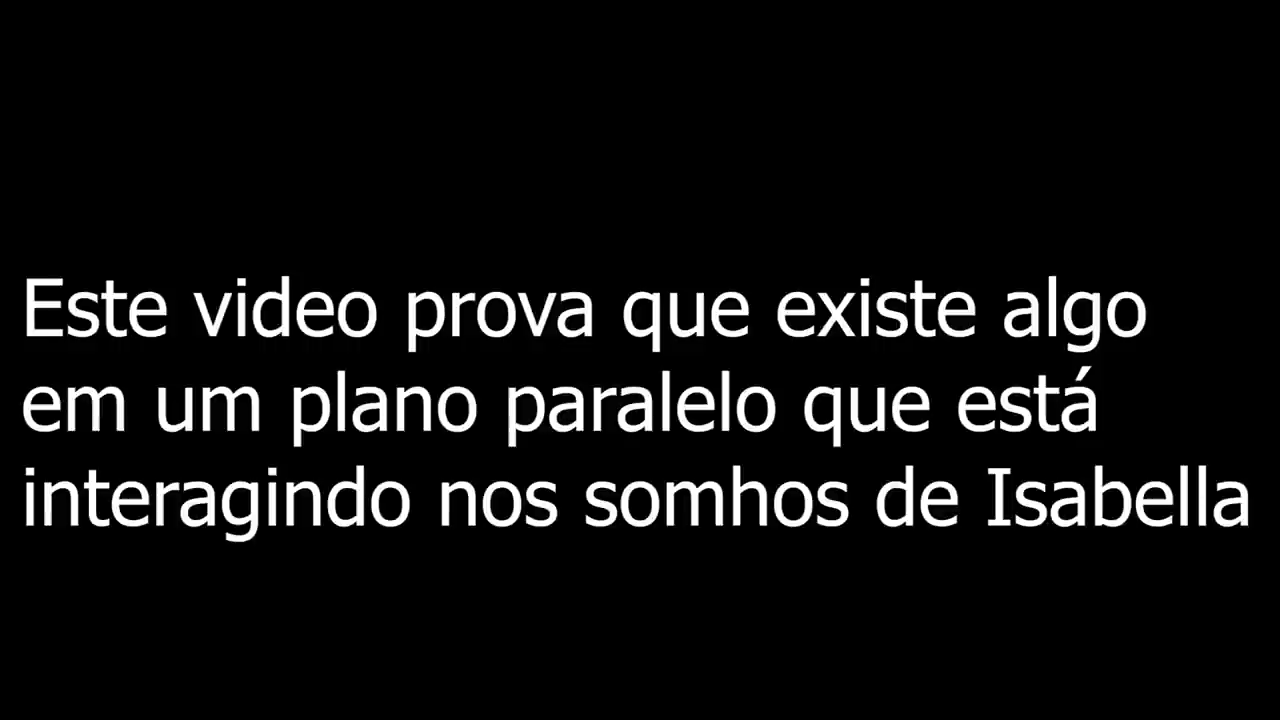 Este video prova que existe algo
em um plano paralelo que está
interagindo nos somhos de Isabella